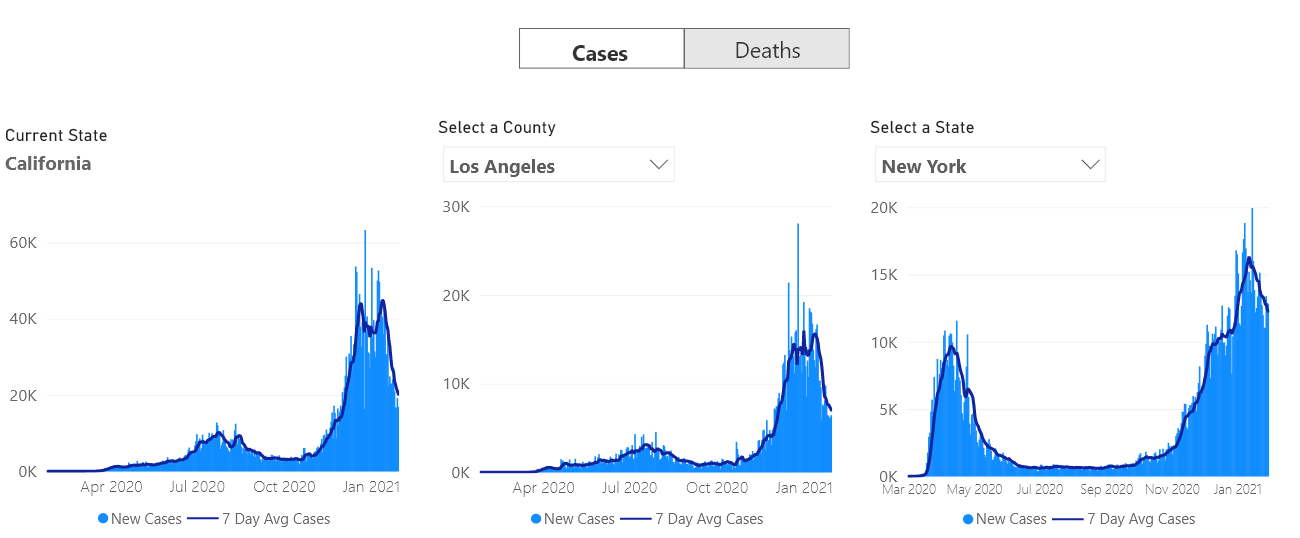 Cases Deaths
Current State
California
Select a County
Los Angeles
Select a State
New York
60K
40K
20K
0K
Apr 2020 Jul 2020 Oct 2020 Jan 2021
New Cases 7 Day Avg Cases
30K
20K
10K
0K
Apr 2020 Jul 2020 Oct 2020 Jan 2021
New Cases 7 Day Avg Cases
20K
15K
10K
5K
0K
Mar 2020 May 2020 Jul 2020 Sep 2020 Nov 2020 Jan 2021
New Cases 7 Day Avg Cases